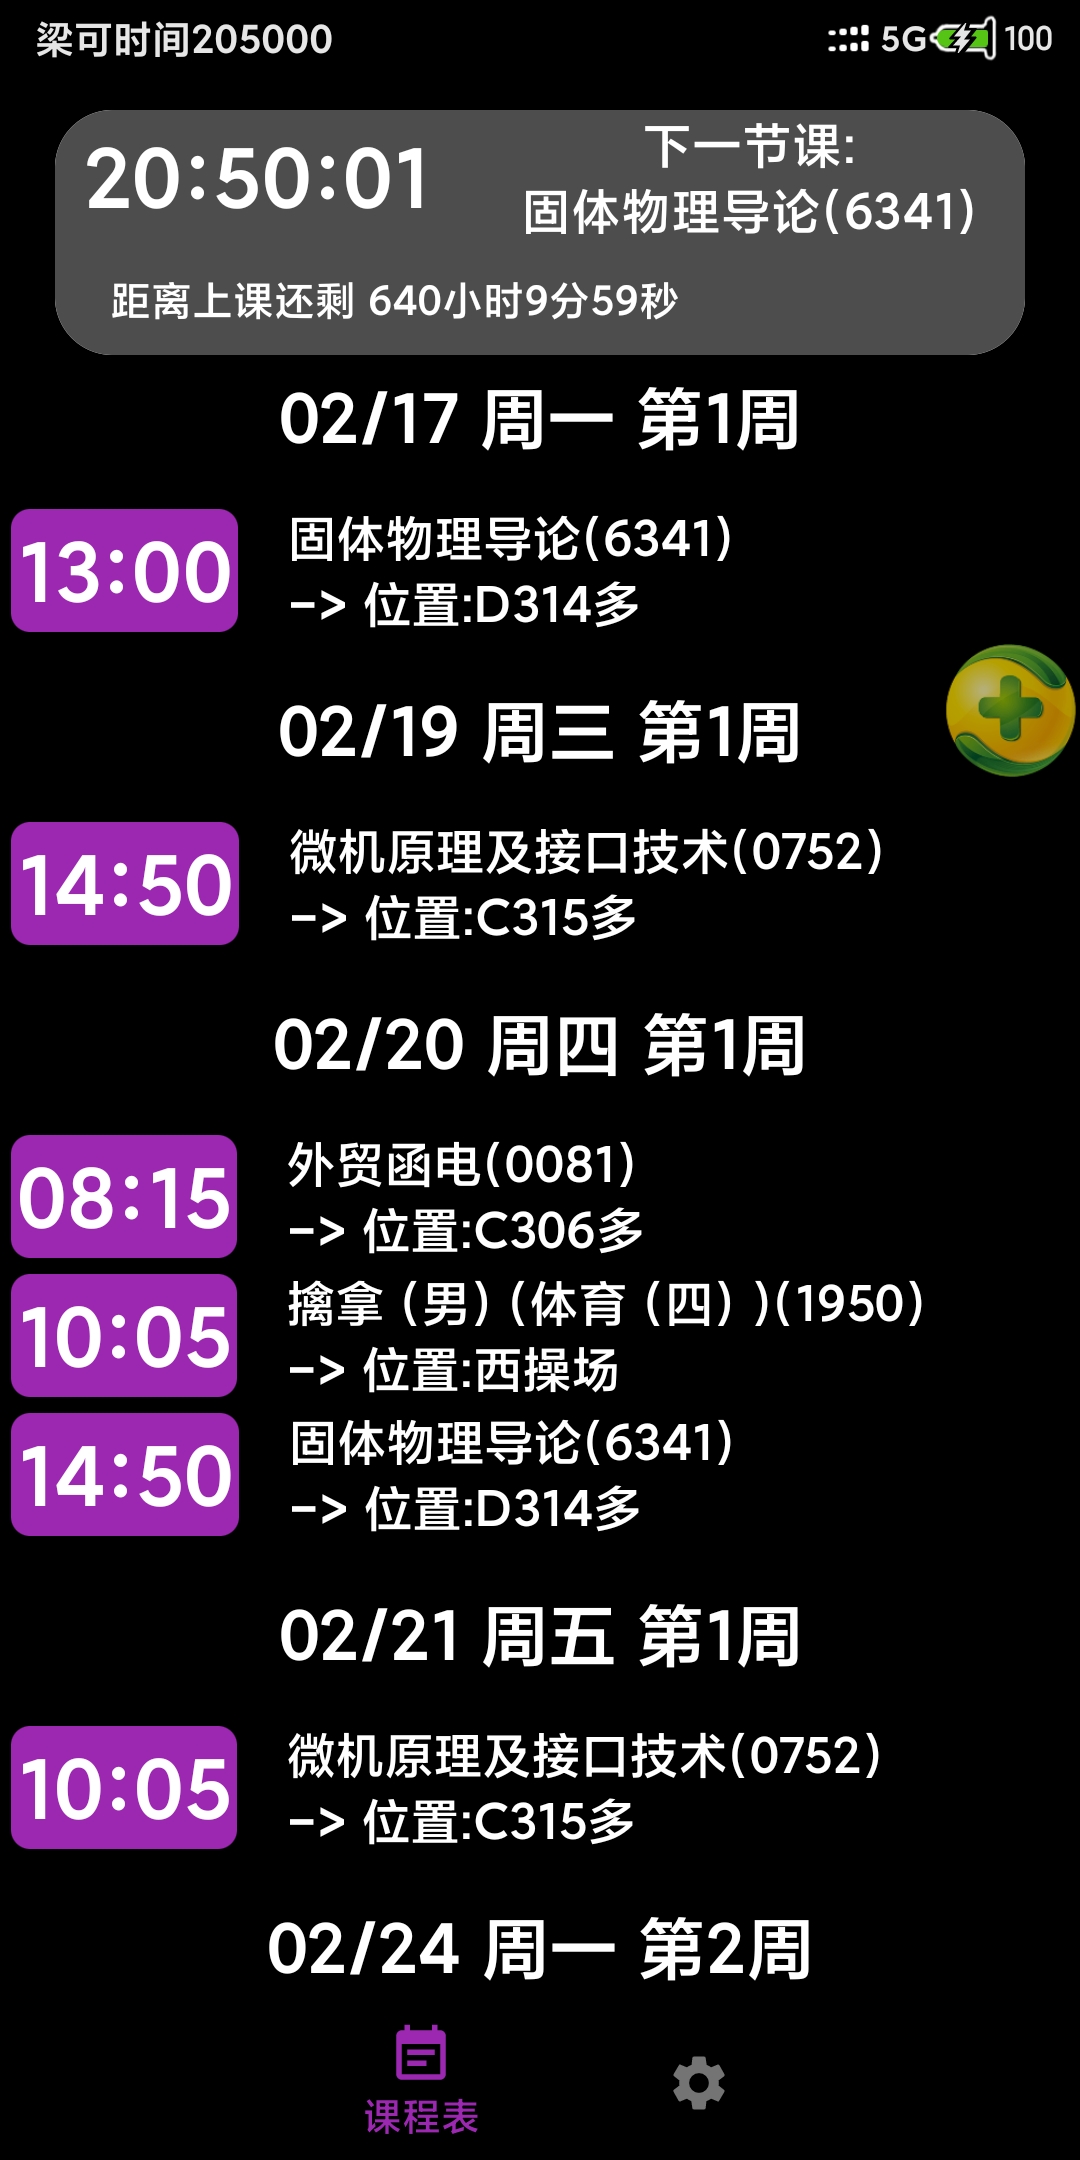 梁可时间205000
5G 100
20:50:01
下一节课:
固体物理导论(6341)
距离上课还剩 640小时9分59秒
02/17 周一 第1周
13:00
固体物理导论(6341)
-> 位置:D314多
02/19 周三 第1周
14:50
微机原理及接口技术(0752)
-> 位置:C315多
02/20 周四 第1周
08:15
外贸函电(0081)
-> 位置:C306多
10:05
擒拿（男）（体育（四）)(1950)
-> 位置:西操场
14:50
固体物理导论(6341)
-> 位置:D314多
02/21 周五 第1周
10:05
微机原理及接口技术(0752)
-> 位置:C315多
02/24 周一 第2周
课程表